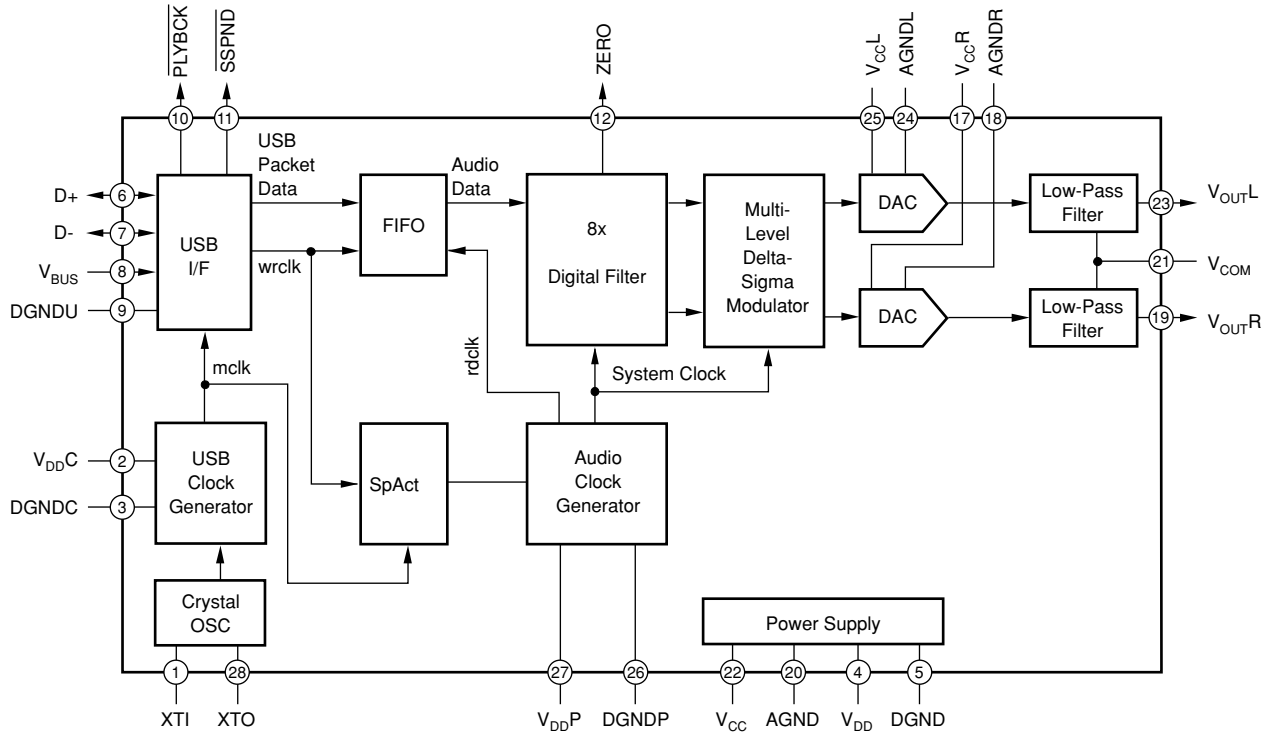 PLYBCK
SSPND
ZERO
VCCL
AGNDL
VCCR
AGNDR
10
11
12
25
24
17
18
USB
Packet
Data
Audio
Data
D+
6
D-
7
VBUS
8
DGNDU
9
USB
I/F
wrclk
FIFO
8x
Digital Filter
Multi-
Level
Delta-
Sigma
Modulator
DAC
DAC
Low-Pass
Filter
Low-Pass
Filter
23
VOUTL
21
VCOM
19
VOUTR
mclk
rdclk
System Clock
VDDC
2
DGNDC
3
USB
Clock
Generator
SpAct
Audio
Clock
Generator
Crystal
OSC
Power Supply
1
28
27
26
22
20
4
5
XTI
XTO
VDDP
DGNDP
VCC
AGND
VDD
DGND